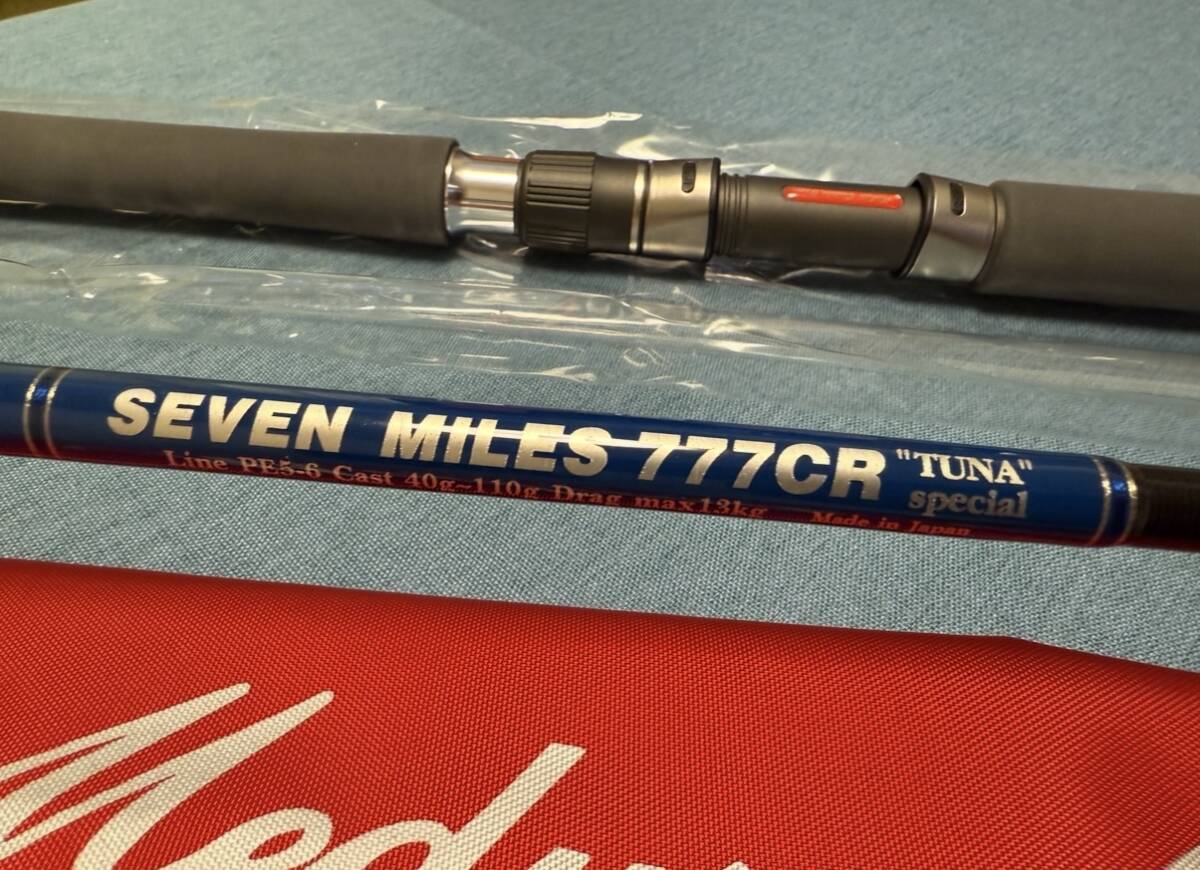 SEVEN MILES 777CR "TUNA"
special
Line PE5-6 Cast 40g~110g Drag max13kg Made in Japan